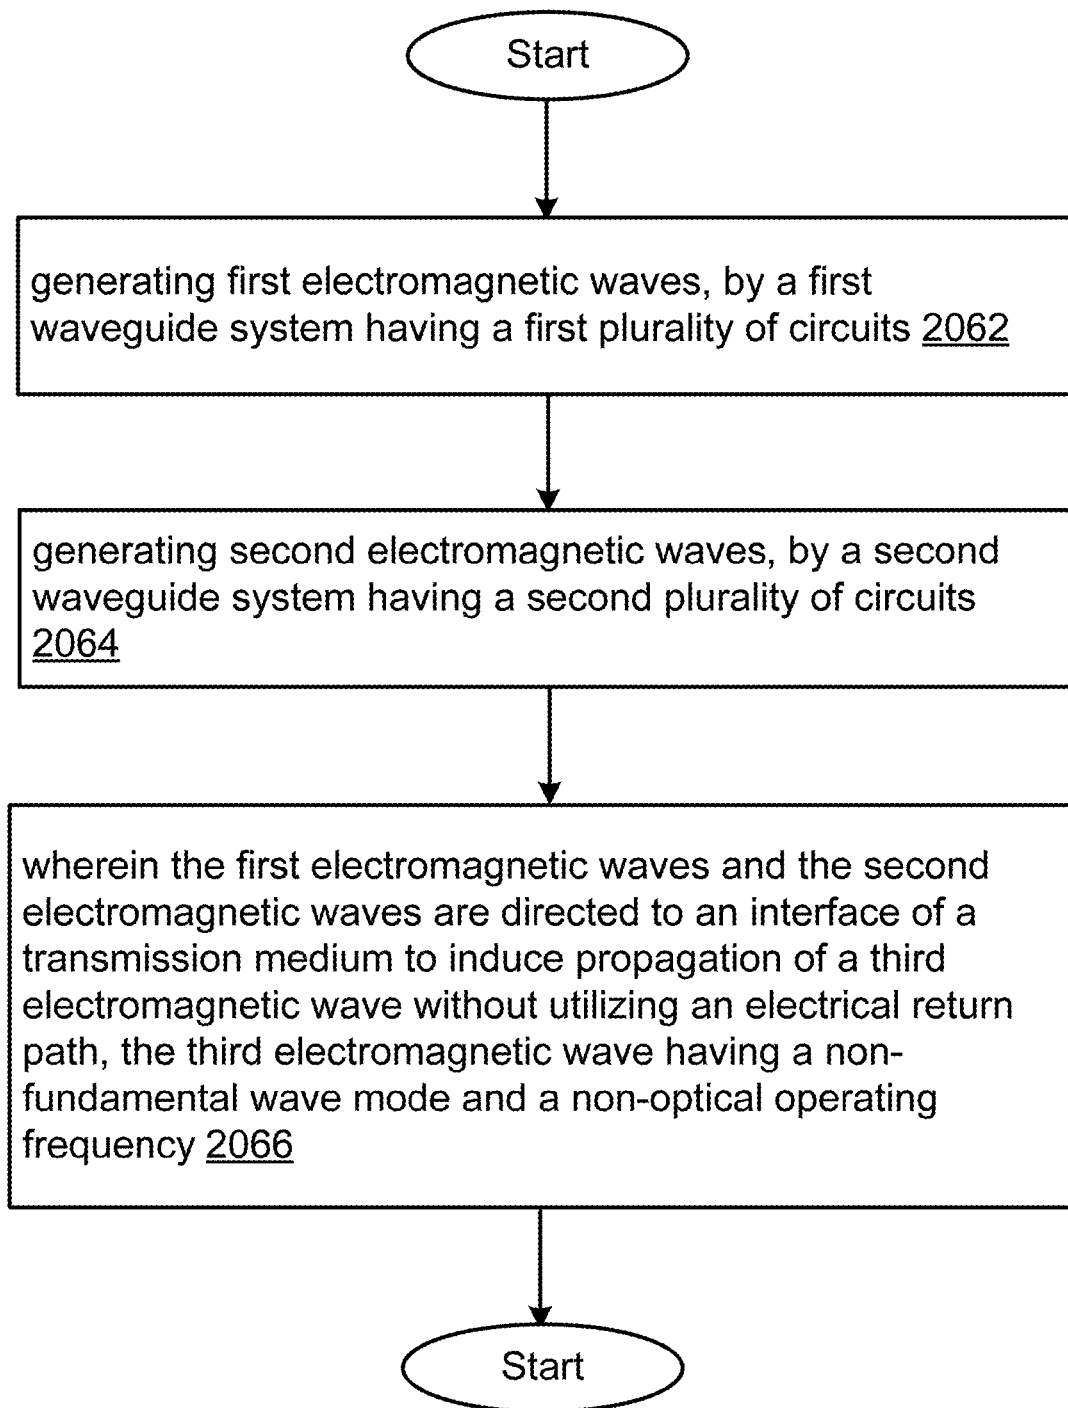 Start
generating first electromagnetic waves, by a first
waveguide system having a first plurality of circuits 2062
generating second electromagnetic waves, by a second
waveguide system having a second plurality of circuits
2064
wherein the first electromagnetic waves and the second
electromagnetic waves are directed to an interface of a
transmission medium to induce propagation of a third
electromagnetic wave without utilizing an electrical return
path, the third electromagnetic wave having a non-
fundamental wave mode and a non-optical operating
frequency 2066
Start